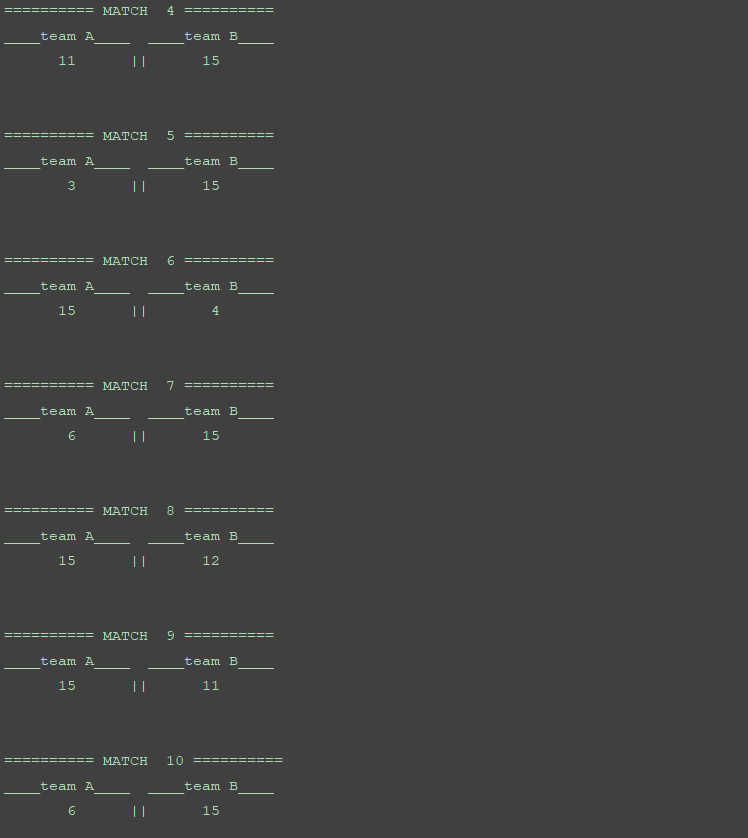 ========== MATCH  4 ==========
____team A____  ____team B____
      11      ||      15
========== MATCH  5 ==========
____team A____  ____team B____
       3      ||      15
========== MATCH  6 ==========
____team A____  ____team B____
      15      ||       4
========== MATCH  7 ==========
____team A____  ____team B____
       6      ||      15
========== MATCH  8 ==========
____team A____  ____team B____
      15      ||      12
========== MATCH  9 ==========
____team A____  ____team B____
      15      ||      11
========== MATCH  10 ==========
____team A____  ____team B____
       6      ||      15